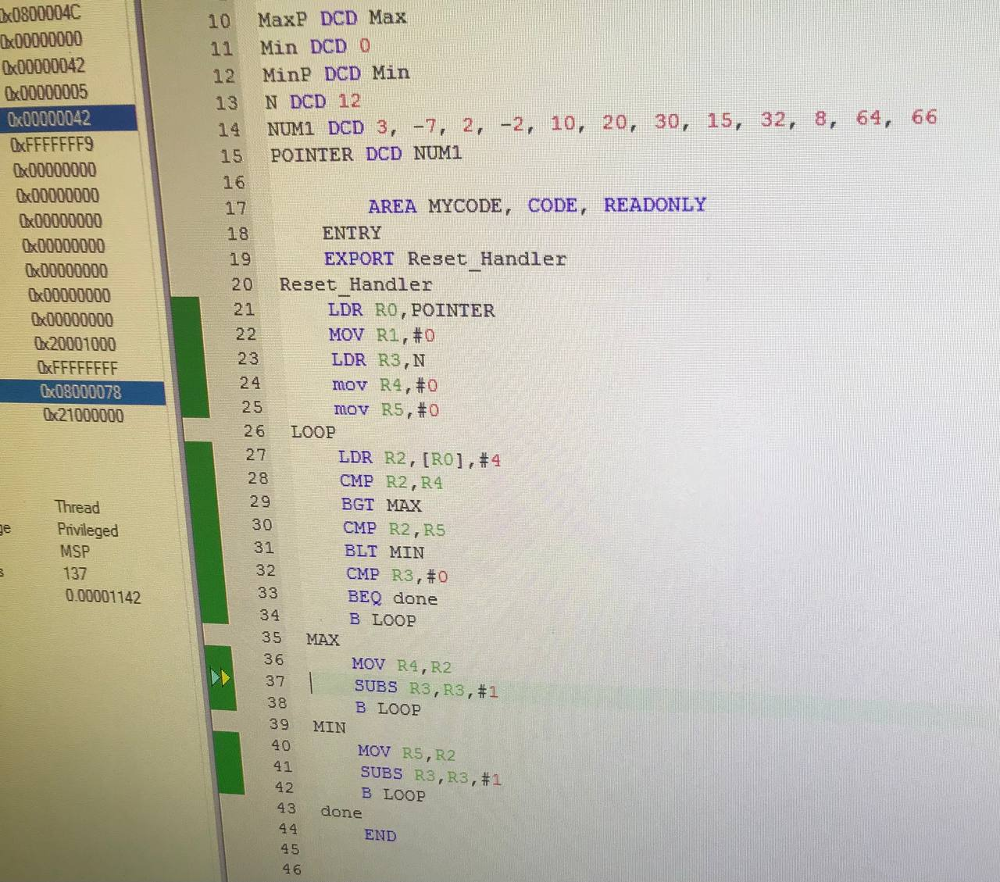 0x0800004C
0x00000000
0x00000042
0x00000005
0x00000042
0xFFFFFFF9
0x00000000
0x00000000
0x00000000
0x00000000
0x00000000
0x00000000
0x00000000
0x20001000
0xFFFFFFFF
0x08000078
0x21000000
Thread
ge Privileged
MSP
s 137
0.00001142
10 MaxP DCD Max
11 Min DCD 0
12 MinP DCD Min
13 N DCD 12
14 NUM1 DCD 3, -7, 2, -2, 10, 20, 30, 15, 32, 8, 64, 66
15 POINTER DCD NUM1
16
17 AREA MYCODE, CODE, READONLY
18 ENTRY
19 EXPORT Reset_Handler
20 Reset_Handler
21 LDR R0,POINTER
22 MOV R1,#0
23 LDR R3,N
24 mov R4,#0
25 mov R5,#0
26 LOOP
27 LDR R2,[R0],#4
28 CMP R2,R4
29 BGT MAX
30 CMP R2,R5
31 BLT MIN
32 CMP R3,#0
33 BEQ done
34 B LOOP
35 MAX
36 MOV R4,R2
37 SUBS R3,R3,#1
38 B LOOP
39 MIN
40 MOV R5,R2
41 SUBS R3,R3,#1
42 B LOOP
43 done
44 END
45
46